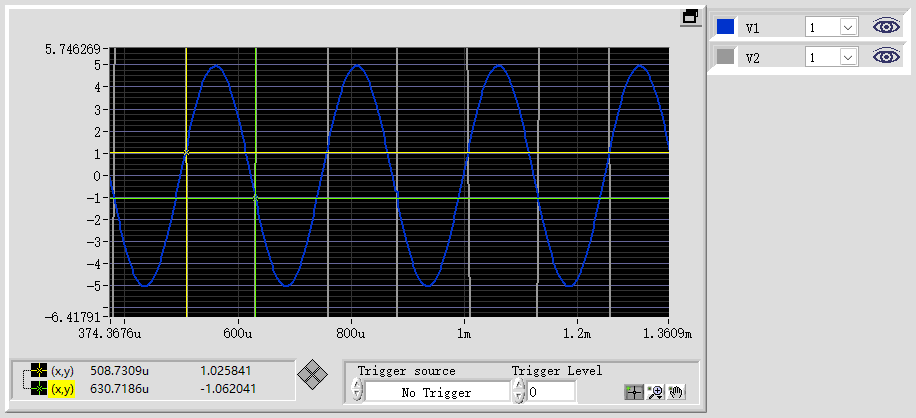 V1 1
V2 1
5.746269
5
4
3
2
1
0
-1
-2
-3
-4
-5
-6.41791
374.3676u 600u 800u 1m 1.2m 1.3609m
(x,y) 508.7309u 1.025841
(x,y) 630.7186u -1.062041
Trigger source Trigger Level
No Trigger 0